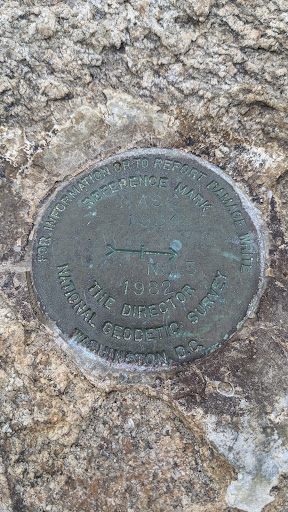 FOR INFORMATION OR TO REPORT DAMAGE WRITE
REFERENCE MARK
1982
THE DIRECTOR
NATIONAL GEODETIC SURVEY
WASHINGTON, D.C.